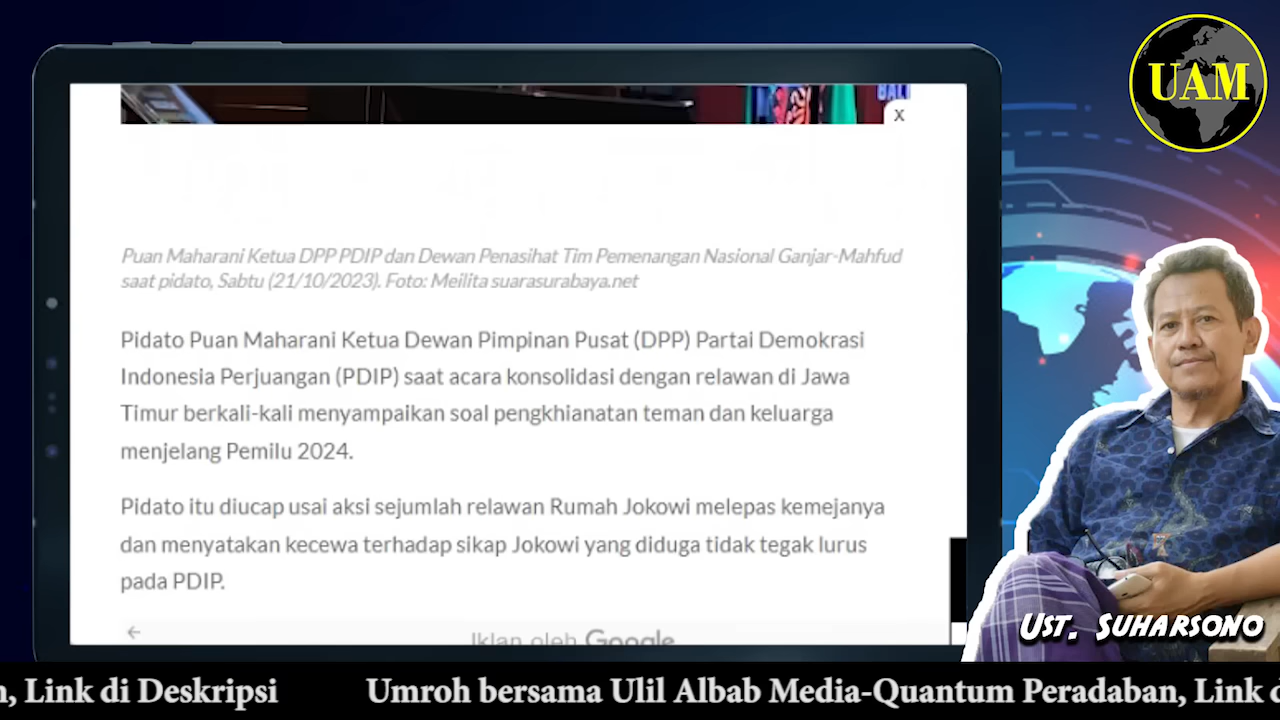 UAM
BALI
X
Puan Maharani Ketua DPP PDIP dan Dewan Penasihat Tim Pemenangan Nasional Ganjar-Mahfud
saat pidato, Sabtu (21/10/2023). Foto: Meilita suarasurabaya.net
Pidato Puan Maharani Ketua Dewan Pimpinan Pusat (DPP) Partai Demokrasi
Indonesia Perjuangan (PDIP) saat acara konsolidasi dengan relawan di Jawa
Timur berkali-kali menyampaikan soal pengkhianatan teman dan keluarga
menjelang Pemilu 2024.
Pidato itu diucap usai aksi sejumlah relawan Rumah Jokowi melepas kemejanya
dan menyatakan kecewa terhadap sikap Jokowi yang diduga tidak tegak lurus
pada PDIP.
Iklan oleh Google
UST. SUHARSONO
, Link di Deskripsi Umroh bersama Ulil Albab Media-Quantum Peradaban, Link